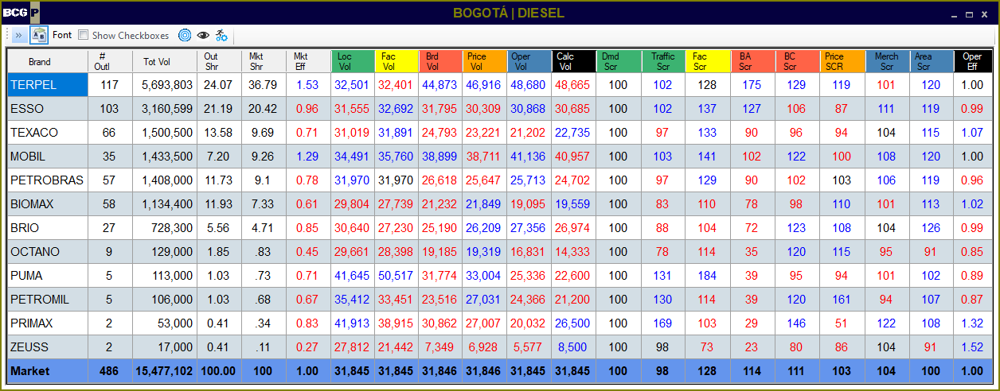 BCG P BOGOTÁ | DIESEL
» A B Font Show Checkboxes
Brand # Outl Tot Vol Out Shr Mkt Shr Mkt Eff Loc Vol Fac Vol Brd Vol Price Vol Oper Vol Calc Vol Dmd Scr Traffic Scr Fac Scr BA Scr BC Scr Price SCR Merch Scr Area Scr Oper Eff
TERPEL 117 5,693,803 24.07 36.79 1.53 32,501 32,401 44,873 46,916 48,680 48,665 100 102 128 175 129 119 101 120 1.00
ESSO 103 3,160,599 21.19 20.42 0.96 31,555 32,692 31,795 30,309 30,868 30,685 100 102 137 127 106 87 111 119 0.99
TEXACO 66 1,500,500 13.58 9.69 0.71 31,019 31,891 24,793 23,221 21,202 22,735 100 97 133 90 96 94 104 115 1.07
MOBIL 35 1,433,500 7.20 9.26 1.29 34,491 35,760 38,899 38,711 41,136 40,957 100 103 141 102 122 100 108 120 1.00
PETROBRAS 57 1,408,000 11.73 9.1 0.78 31,970 31,970 26,618 25,647 25,713 24,702 100 97 129 90 102 103 106 119 0.96
BIOMAX 58 1,134,400 11.93 7.33 0.61 29,804 27,739 21,232 21,849 19,095 19,559 100 83 110 78 98 110 101 113 1.02
BRIO 27 728,300 5.56 4.71 0.85 30,640 27,230 25,190 26,209 27,356 26,974 100 88 104 72 123 108 104 126 0.99
OCTANO 9 129,000 1.85 .83 0.45 29,661 28,398 19,185 19,319 16,831 14,333 100 78 114 35 120 115 95 91 0.85
PUMA 5 113,000 1.03 .73 0.71 41,645 50,517 31,774 33,004 25,336 22,600 100 131 184 39 95 94 101 102 0.89
PETROMIL 5 106,000 1.03 .68 0.67 35,412 33,451 23,516 27,031 24,366 21,200 100 130 114 39 120 161 94 107 0.87
PRIMAX 2 53,000 0.41 .34 0.83 41,913 38,915 30,862 27,007 20,032 26,500 100 169 103 29 146 51 122 108 1.32
ZEUSS 2 17,000 0.41 .11 0.27 27,812 21,442 7,349 6,928 5,577 8,500 100 98 73 23 80 86 104 91 1.52
Market 486 15,477,102 100.00 100 1.00 31,845 31,845 31,846 31,846 31,845 31,845 100 98 128 114 111 103 104 100 1.00